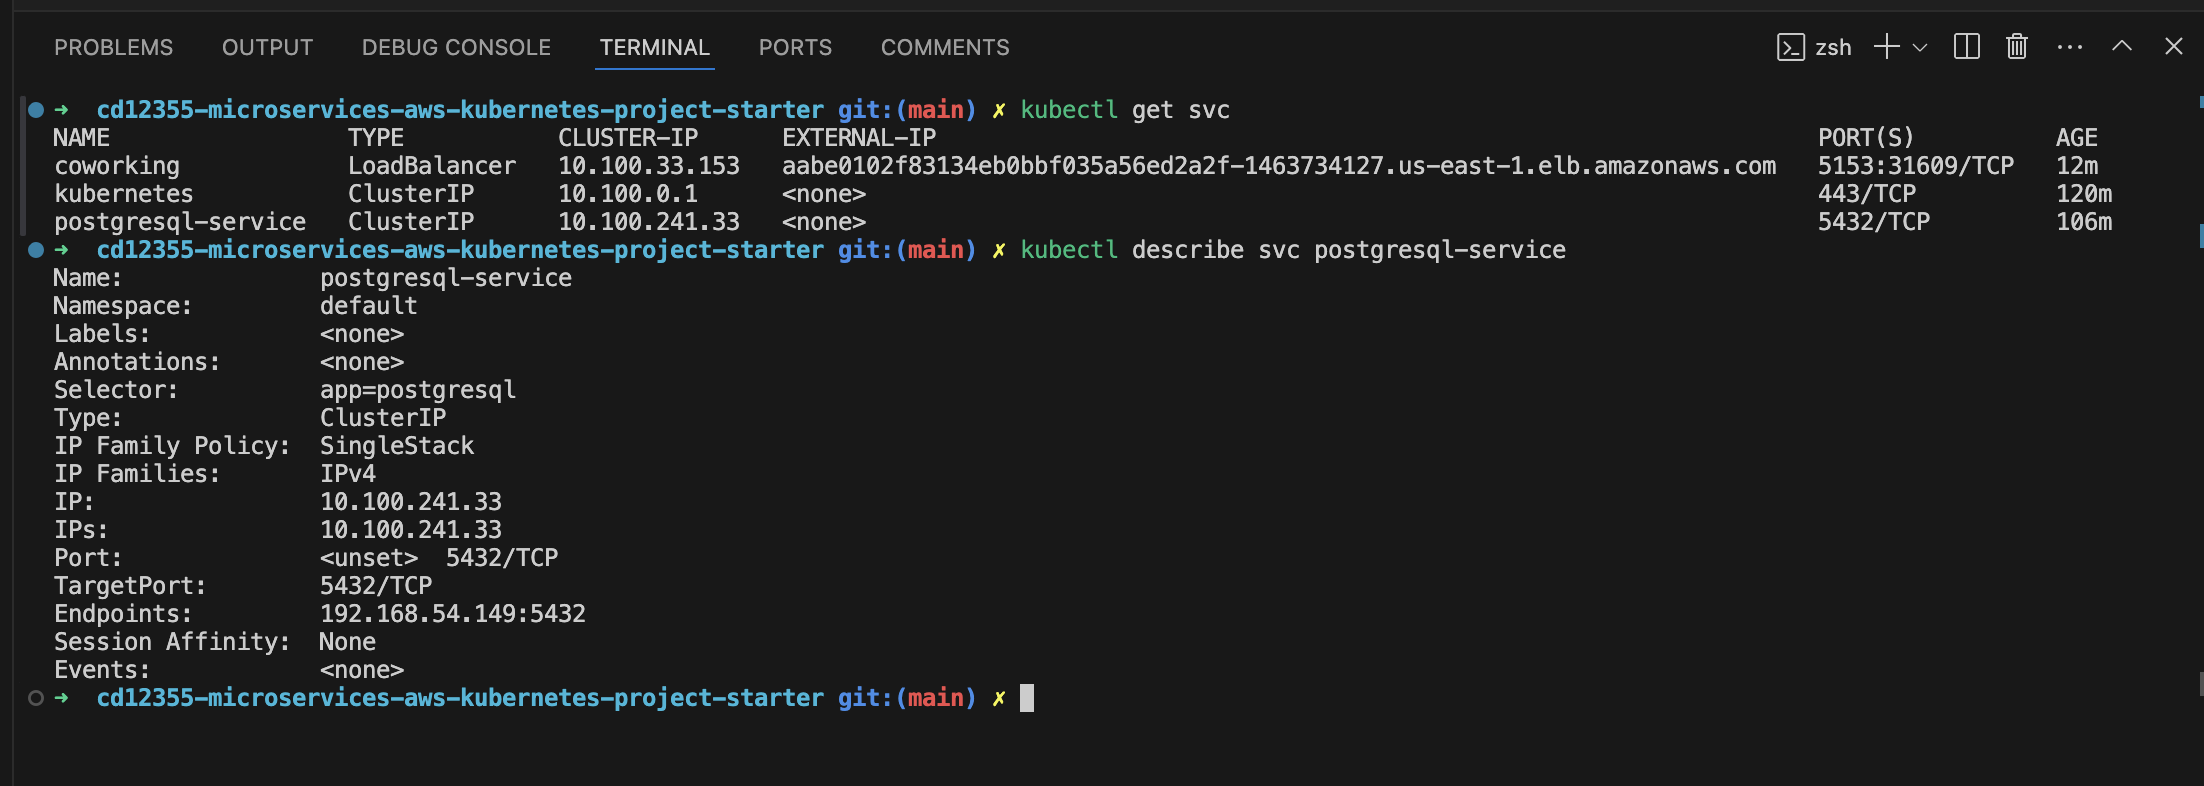 PROBLEMS OUTPUT DEBUG CONSOLE TERMINAL PORTS COMMENTS zsh
➜ cd12355-microservices-aws-kubernetes-project-starter git:(main) ✗ kubectl get svc
NAME TYPE CLUSTER-IP EXTERNAL-IP PORT(S) AGE
coworking LoadBalancer 10.100.33.153 aabe0102f83134eb0bbf035a56ed2a2f-1463734127.us-east-1.elb.amazonaws.com 5153:31609/TCP 12m
kubernetes ClusterIP 10.100.0.1 <none> 443/TCP 120m
postgresql-service ClusterIP 10.100.241.33 <none> 5432/TCP 106m
➜ cd12355-microservices-aws-kubernetes-project-starter git:(main) ✗ kubectl describe svc postgresql-service
Name: postgresql-service
Namespace: default
Labels: <none>
Annotations: <none>
Selector: app=postgresql
Type: ClusterIP
IP Family Policy: SingleStack
IP Families: IPv4
IP: 10.100.241.33
IPs: 10.100.241.33
Port: <unset> 5432/TCP
TargetPort: 5432/TCP
Endpoints: 192.168.54.149:5432
Session Affinity: None
Events: <none>
➜ cd12355-microservices-aws-kubernetes-project-starter git:(main) ✗